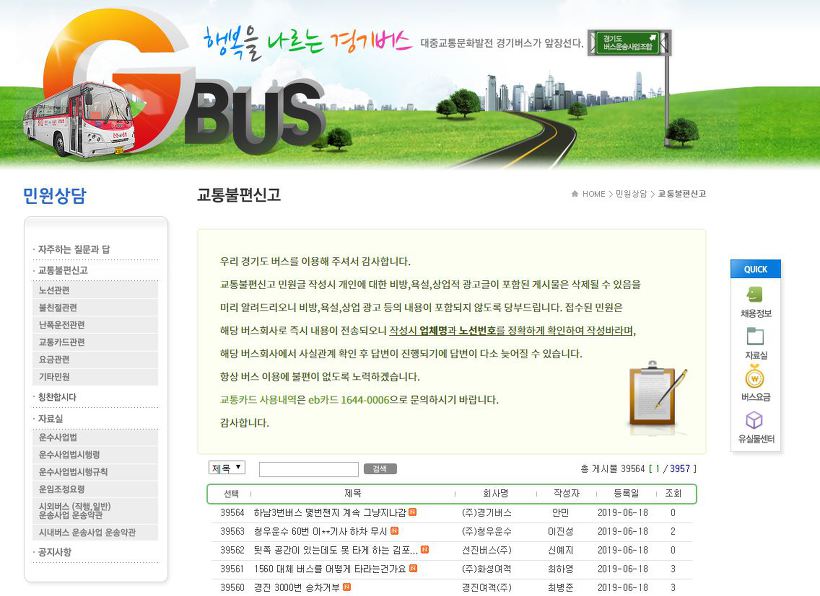 행복을 나르는 경기버스
대중교통문화발전 경기버스가 앞장선다.
경기도
버스운송사업조합
G BUS
민원상담
교통불편신고
HOME > 민원상담 > 교통불편신고
· 자주하는 질문과 답
· 교통불편신고
노선관련
불친절관련
난폭운전관련
교통카드관련
요금관련
기타민원
· 칭찬합시다
· 자료실
운수사업법
운수사업법시행령
운수사업법시행규칙
운임조정요령
시외버스 (직행,일반)
운송사업 운송약관
시내버스 운송사업 운송약관
· 공지사항
우리 경기도 버스를 이용해 주셔서 감사합니다.
교통불편신고 민원글 작성시 개인에 대한 비방,욕설,상업적 광고글이 포함된 게시물은 삭제될 수 있음을
미리 알려드리오니 비방,욕설,상업 광고 등의 내용이 포함되지 않도록 당부드립니다. 접수된 민원은
해당 버스회사로 즉시 내용이 전송되오니 작성시 업체명과 노선번호를 정확하게 확인하여 작성바라며,
해당 버스회사에서 사실관계 확인 후 답변이 진행되기에 답변이 다소 늦어질 수 있습니다.
항상 버스 이용에 불편이 없도록 노력하겠습니다.
교통카드 사용내역은 eb카드 1644-0006으로 문의하시기 바랍니다.
감사합니다.
QUICK
채용정보
자료실
버스요금
유실물센터
제목 ▼ 검색 총 게시물 39564 [ 1 / 3957 ]
선택 제목 회사명 작성자 등록일 조회
39564 하남3번버스 몇번짼지 계속 그냥지나감 N (주)경기버스 안민 2019-06-18 0
39563 청우운수 60번 이**기사 하차 무시 N (주)청우운수 이진성 2019-06-18 2
39562 뒷쪽 공간이 있는데도 못 타게 하는 김포... N 선진버스(주) 신예지 2019-06-18 0
39561 1560 대체 버스를 어떻게 타라는건가요 N (주)화성여객 최하영 2019-06-18 3
39560 경진 3000번 승차거부 N 경진여객(주) 최병준 2019-06-18 3